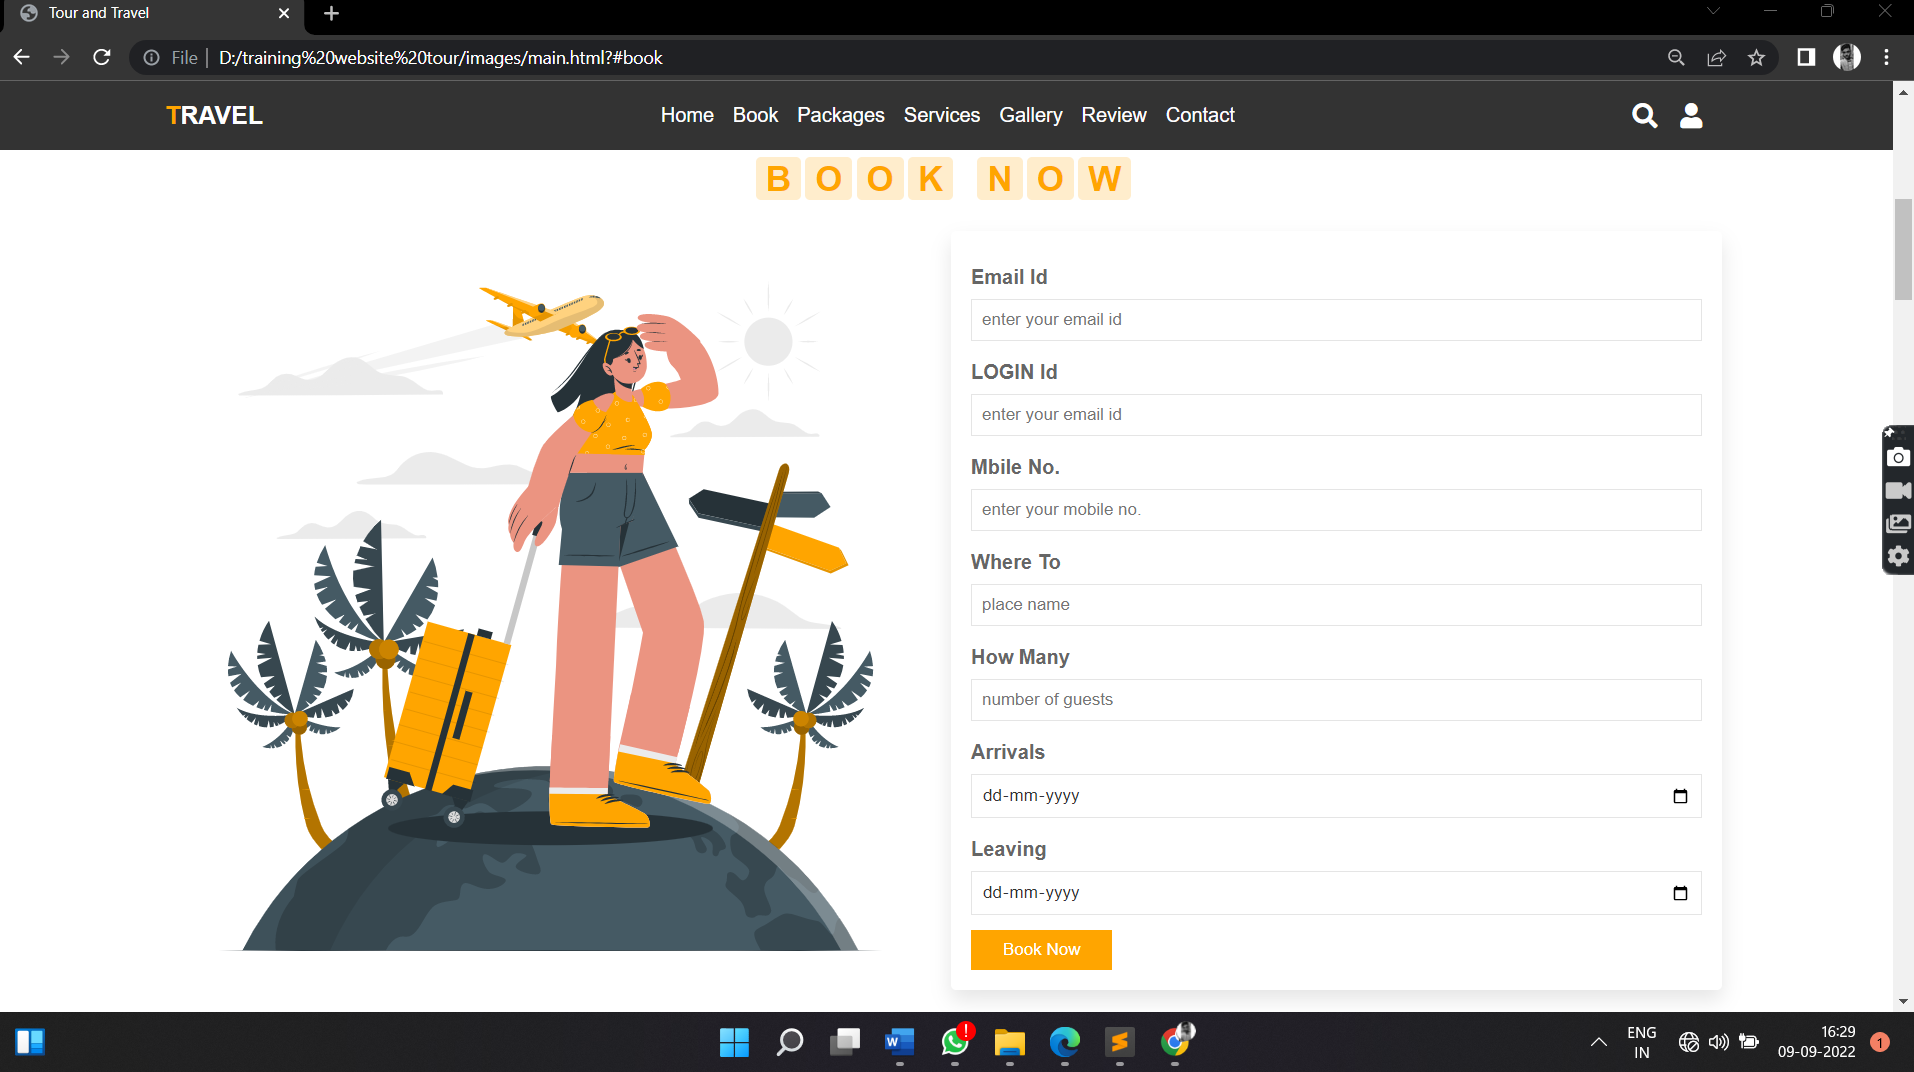 Tour and Travel
File D:/training%20website%20tour/images/main.html?#book
TRAVEL Home Book Packages Services Gallery Review Contact
BOOK NOW
Email Id
enter your email id
LOGIN Id
enter your email id
Mbile No.
enter your mobile no.
Where To
place name
How Many
number of guests
Arrivals
dd-mm-yyyy
Leaving
dd-mm-yyyy
Book Now
ENG 16:29
IN 09-09-2022 1